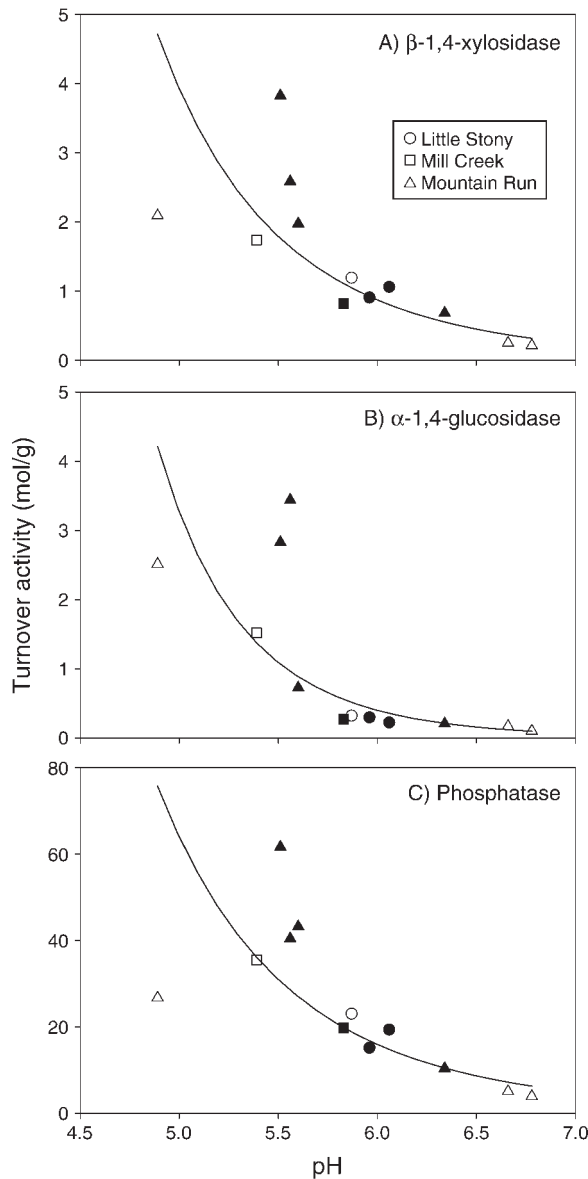 5
A) β-1,4-xylosidase
4
○ Little Stony
□ Mill Creek
△ Mountain Run
3
2
1
0
5
B) α-1,4-glucosidase
4
3
2
1
0
Turnover activity (mol/g)
80
C) Phosphatase
60
40
20
0
4.5 5.0 5.5 6.0 6.5 7.0
pH